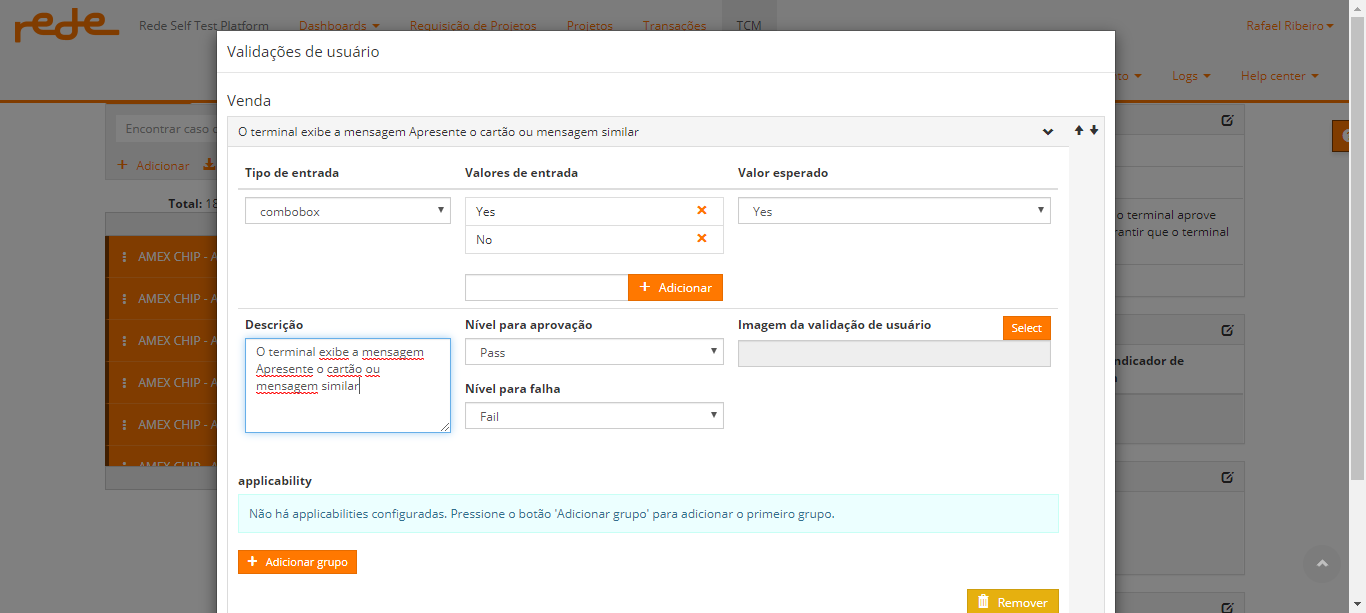 rede Rede Self Test Platform Dashboards Requisição de Projetos Projetos Transações TCM Rafael Ribeiro
Validações de usuário
Logs Help center
Venda
Encontrar caso
O terminal exibe a mensagem Apresente o cartão ou mensagem similar
Adicionar
Tipo de entrada Valores de entrada Valor esperado
Total: 18
combobox Yes Yes
o terminal aprove
rantir que o terminal
No
AMEX CHIP - A
Adicionar
AMEX CHIP - A
Descrição Nível para aprovação Imagem da validação de usuário Select
AMEX CHIP - A
O terminal exibe a mensagem
Apresente o cartão ou
mensagem similar
Pass
ndicador de
AMEX CHIP - A
Nível para falha
Fail
AMEX CHIP - A
AMEX CHIP - A
applicability
Não há applicabilities configuradas. Pressione o botão 'Adicionar grupo' para adicionar o primeiro grupo.
Adicionar grupo
Remover